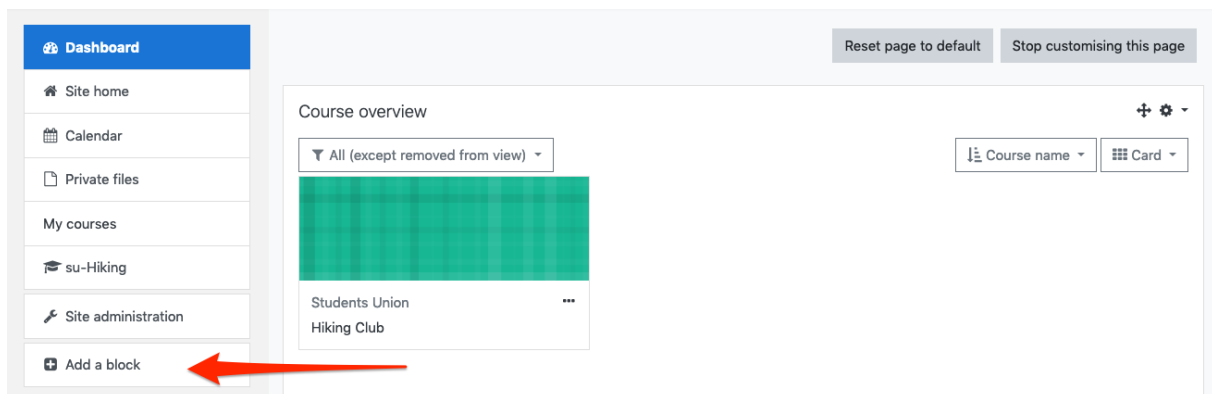 Dashboard
Site home
Calendar
Private files
My courses
su-Hiking
Site administration
Add a block
Reset page to default
Stop customising this page
Course overview
All (except removed from view)
Course name
Card
Students Union
Hiking Club